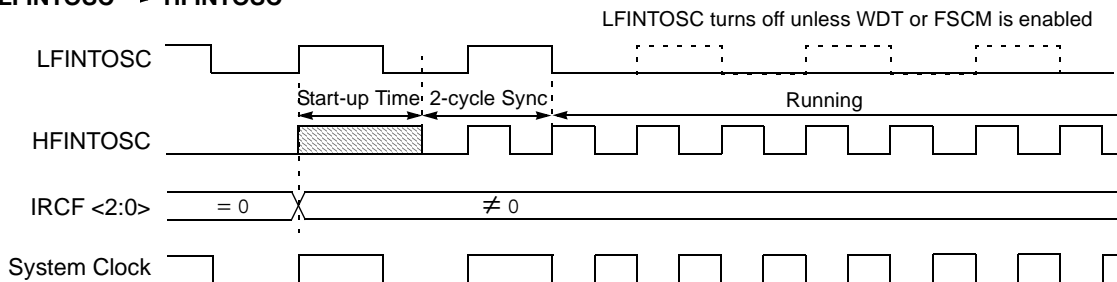 LFINTOSC turns off unless WDT or FSCM is enabled
LFINTOSC
Start-up Time 2-cycle Sync Running
HFINTOSC
IRCF <2:0> = 0 ≠ 0
System Clock